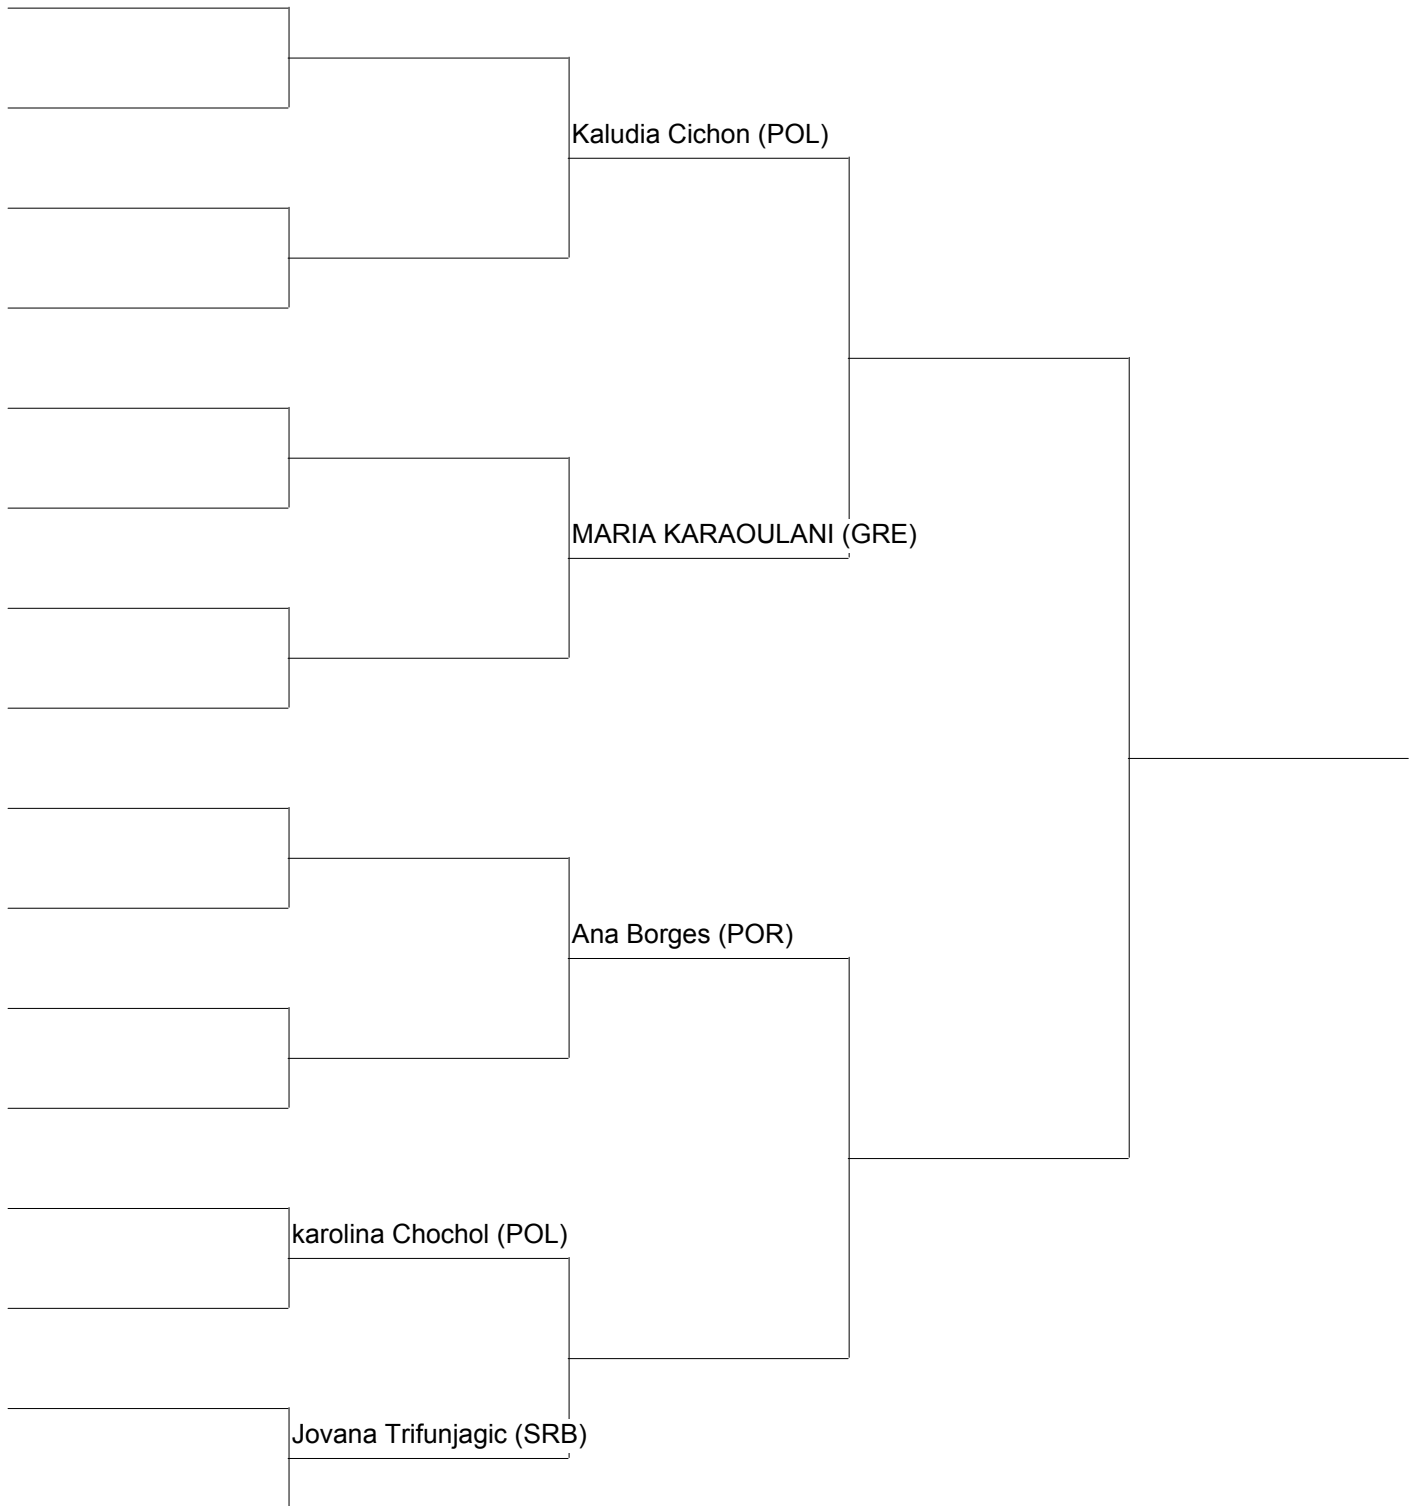 Kaludia Cichon (POL)
MARIA KARAOULANI (GRE)
Ana Borges (POR)
karolina Chochol (POL)
Jovana Trifunjagic (SRB)